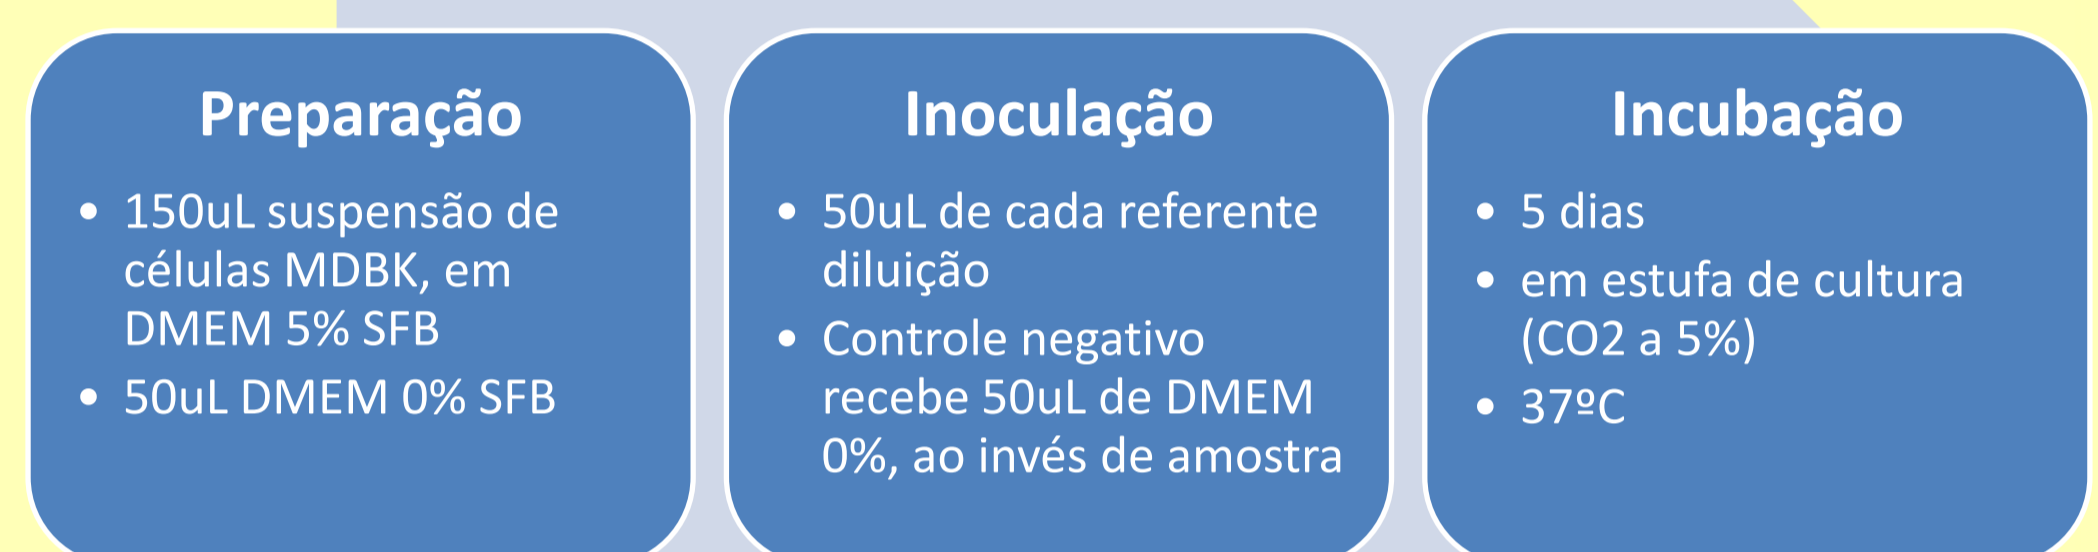 Preparação
• 150uL suspensão de
células MDBK, em
DMEM 5% SFB
• 50uL DMEM 0% SFB
Inoculação
• 50uL de cada referente
diluição
• Controle negativo
recebe 50uL de DMEM
0%, ao invés de amostra
Incubação
• 5 dias
• em estufa de cultura
(CO2 a 5%)
• 37ºC